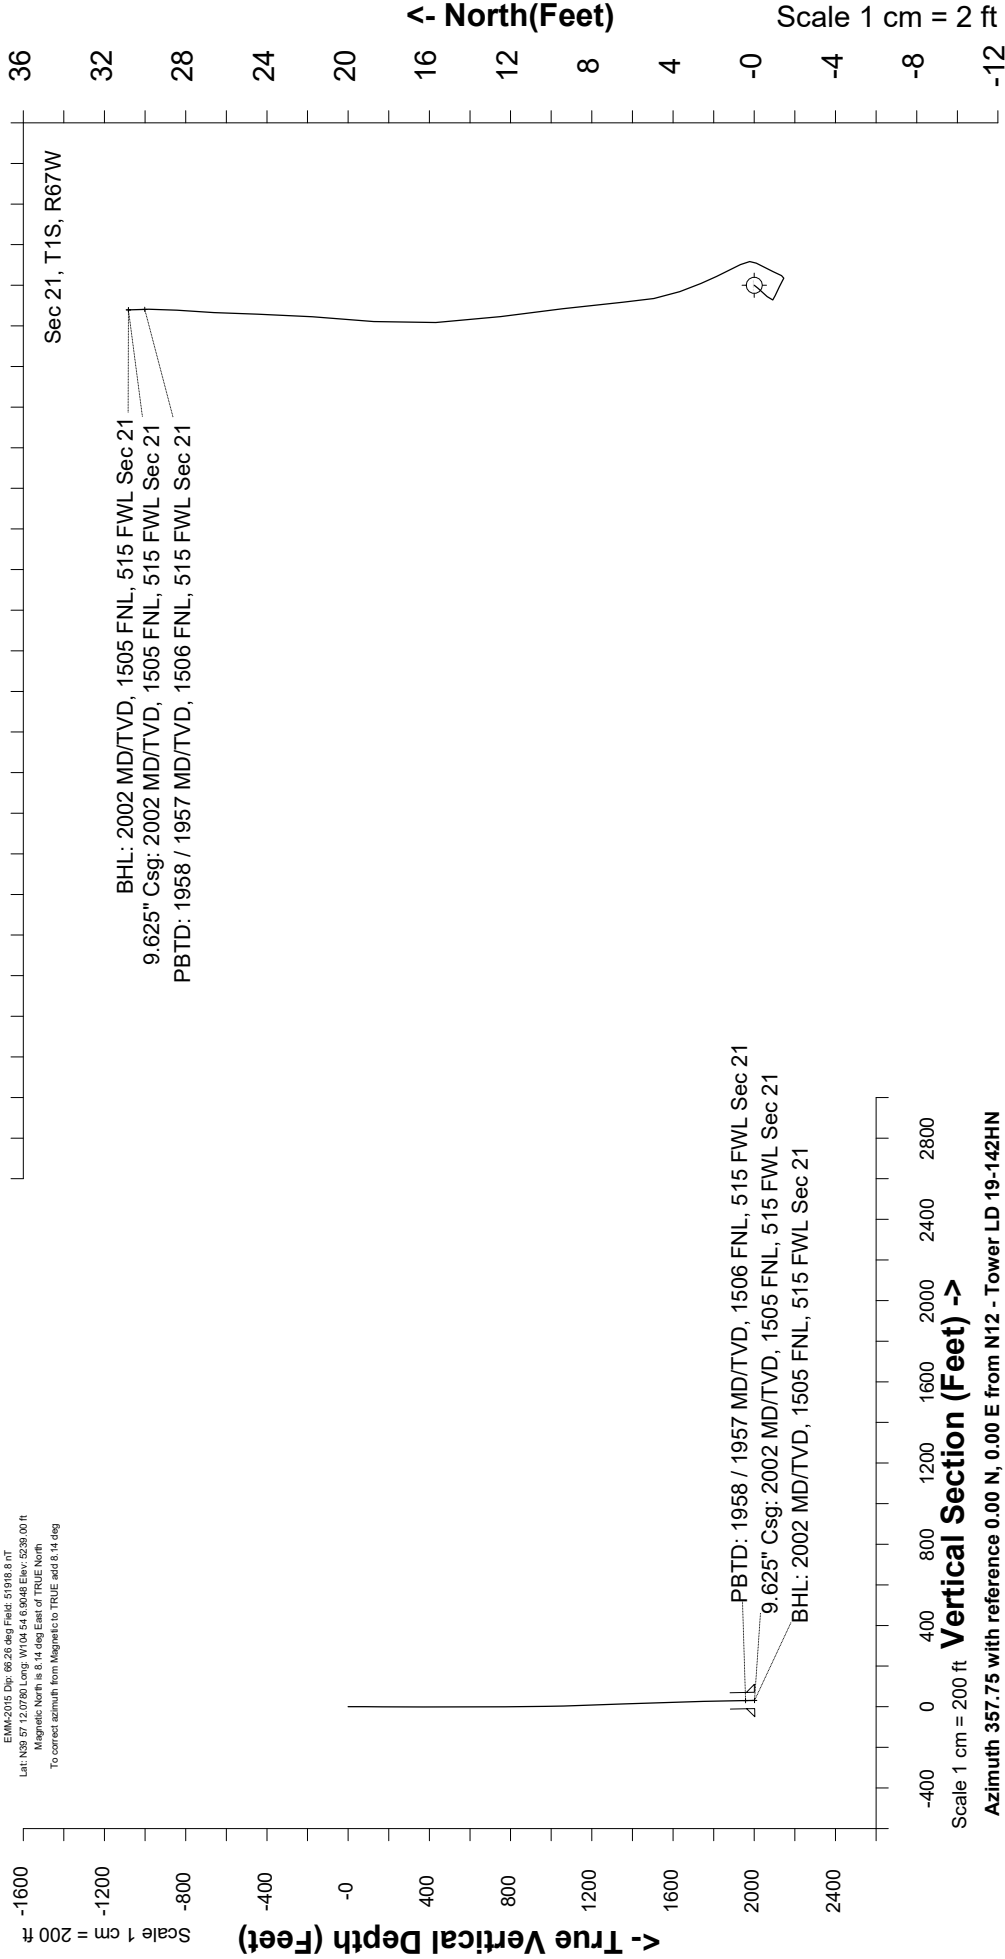 <- North(Feet)
Scale 1 cm = 2 ft
36
32
28
24
20
16
12
8
4
-0
-4
-8
-12
Sec 21, T1S, R67W
BHL: 2002 MD/TVD, 1505 FNL, 515 FWL Sec 21
9.625" Csg: 2002 MD/TVD, 1505 FNL, 515 FWL Sec 21
PBTD: 1958 / 1957 MD/TVD, 1506 FNL, 515 FWL Sec 21
EMM-2015 Dip: 66.26 deg Field: 51918.8 nT
Lat: N39 57 12.0780 Long: W104 54 6.9048 Elev: 5239.00 ft
Magnetic North is 8.14 deg East of TRUE North
To correct azimuth from Magnetic to TRUE add 8.14 deg
PBTD: 1958 / 1957 MD/TVD, 1506 FNL, 515 FWL Sec 21
9.625" Csg: 2002 MD/TVD, 1505 FNL, 515 FWL Sec 21
BHL: 2002 MD/TVD, 1505 FNL, 515 FWL Sec 21
Scale 1 cm = 200 ft
-1600
-1200
-800
-400
-0
400
800
1200
1600
2000
2400
<- True Vertical Depth (Feet)
-400
0
400
800
1200
1600
2000
2400
2800
Scale 1 cm = 200 ft
Vertical Section (Feet) ->
Azimuth 357.75 with reference 0.00 N, 0.00 E from N12 - Tower LD 19-142HN